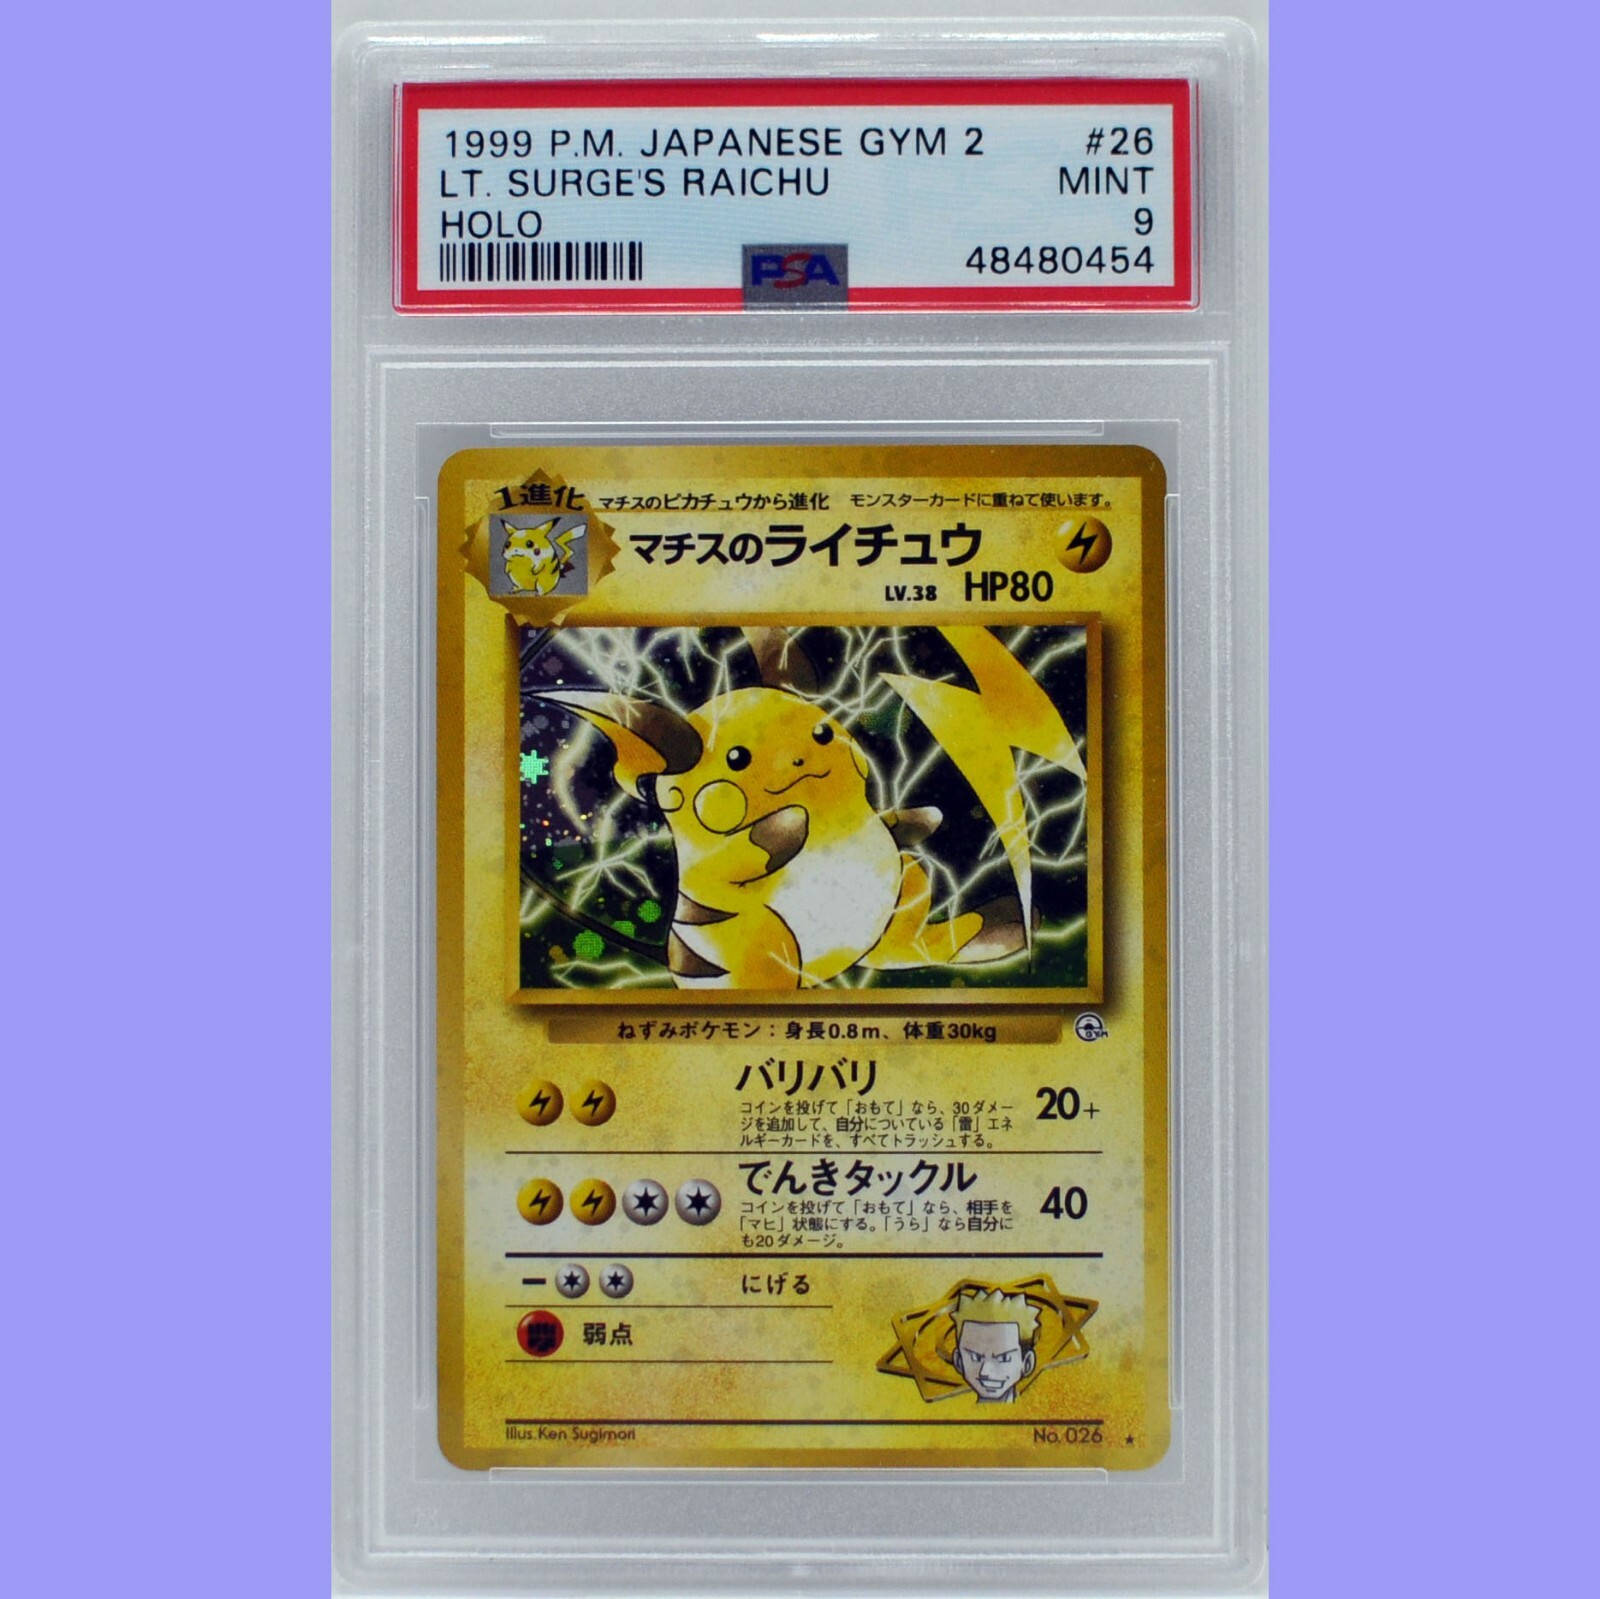 1999 P.M. JAPANESE GYM 2 #26
LT. SURGE'S RAICHU MINT
HOLO 9
PSA 48480454
1進化 マチスのピカチュウから進化 モンスターカードに重ねて使います。
マチスのライチュウ
LV.38 HP80
ねずみポケモン：身長0.8m、体重30kg
GYM
バリバリ
コインを投げて「おもて」なら、30ダメー
ジを追加して、自分についている「雷」エネ
ルギーカードを、すべてトラッシュする。
20+
でんきタックル
コインを投げて「おもて」なら、相手を
「マヒ」状態にする。「うら」なら自分に
も20ダメージ。
40
にげる
弱点
Illus. Ken Sugimori No. 026 ★